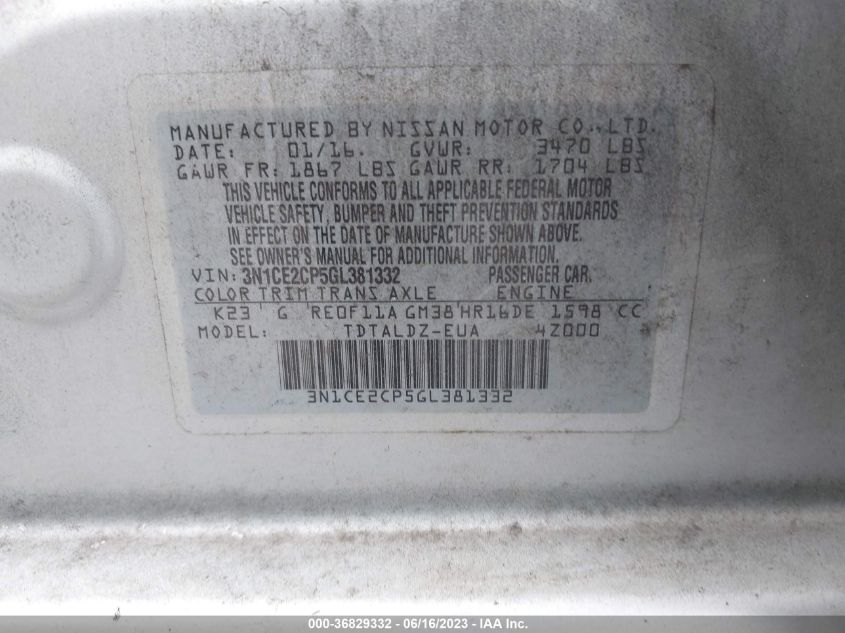 MANUFACTURED BY NISSAN MOTOR CO., LTD.
DATE: 01/16. GVWR: 3470 LBS
GAWR FR: 1867 LBS GAWR RR: 1704 LBS
THIS VEHICLE CONFORMS TO ALL APPLICABLE FEDERAL MOTOR
VEHICLE SAFETY, BUMPER AND THEFT PREVENTION STANDARDS
IN EFFECT ON THE DATE OF MANUFACTURE SHOWN ABOVE.
SEE OWNER'S MANUAL FOR ADDITIONAL INFORMATION.
VIN: 3N1CE2CP5GL381332 PASSENGER CAR.
COLOR TRIM TRANS AXLE ENGINE
K23 G RE0F11A GM38 HR16DE 1598 CC
MODEL: TDTALDZ-EUA 4Z000
3N1CE2CP5GL381332
000-36829332 - 06/16/2023 - IAA Inc.